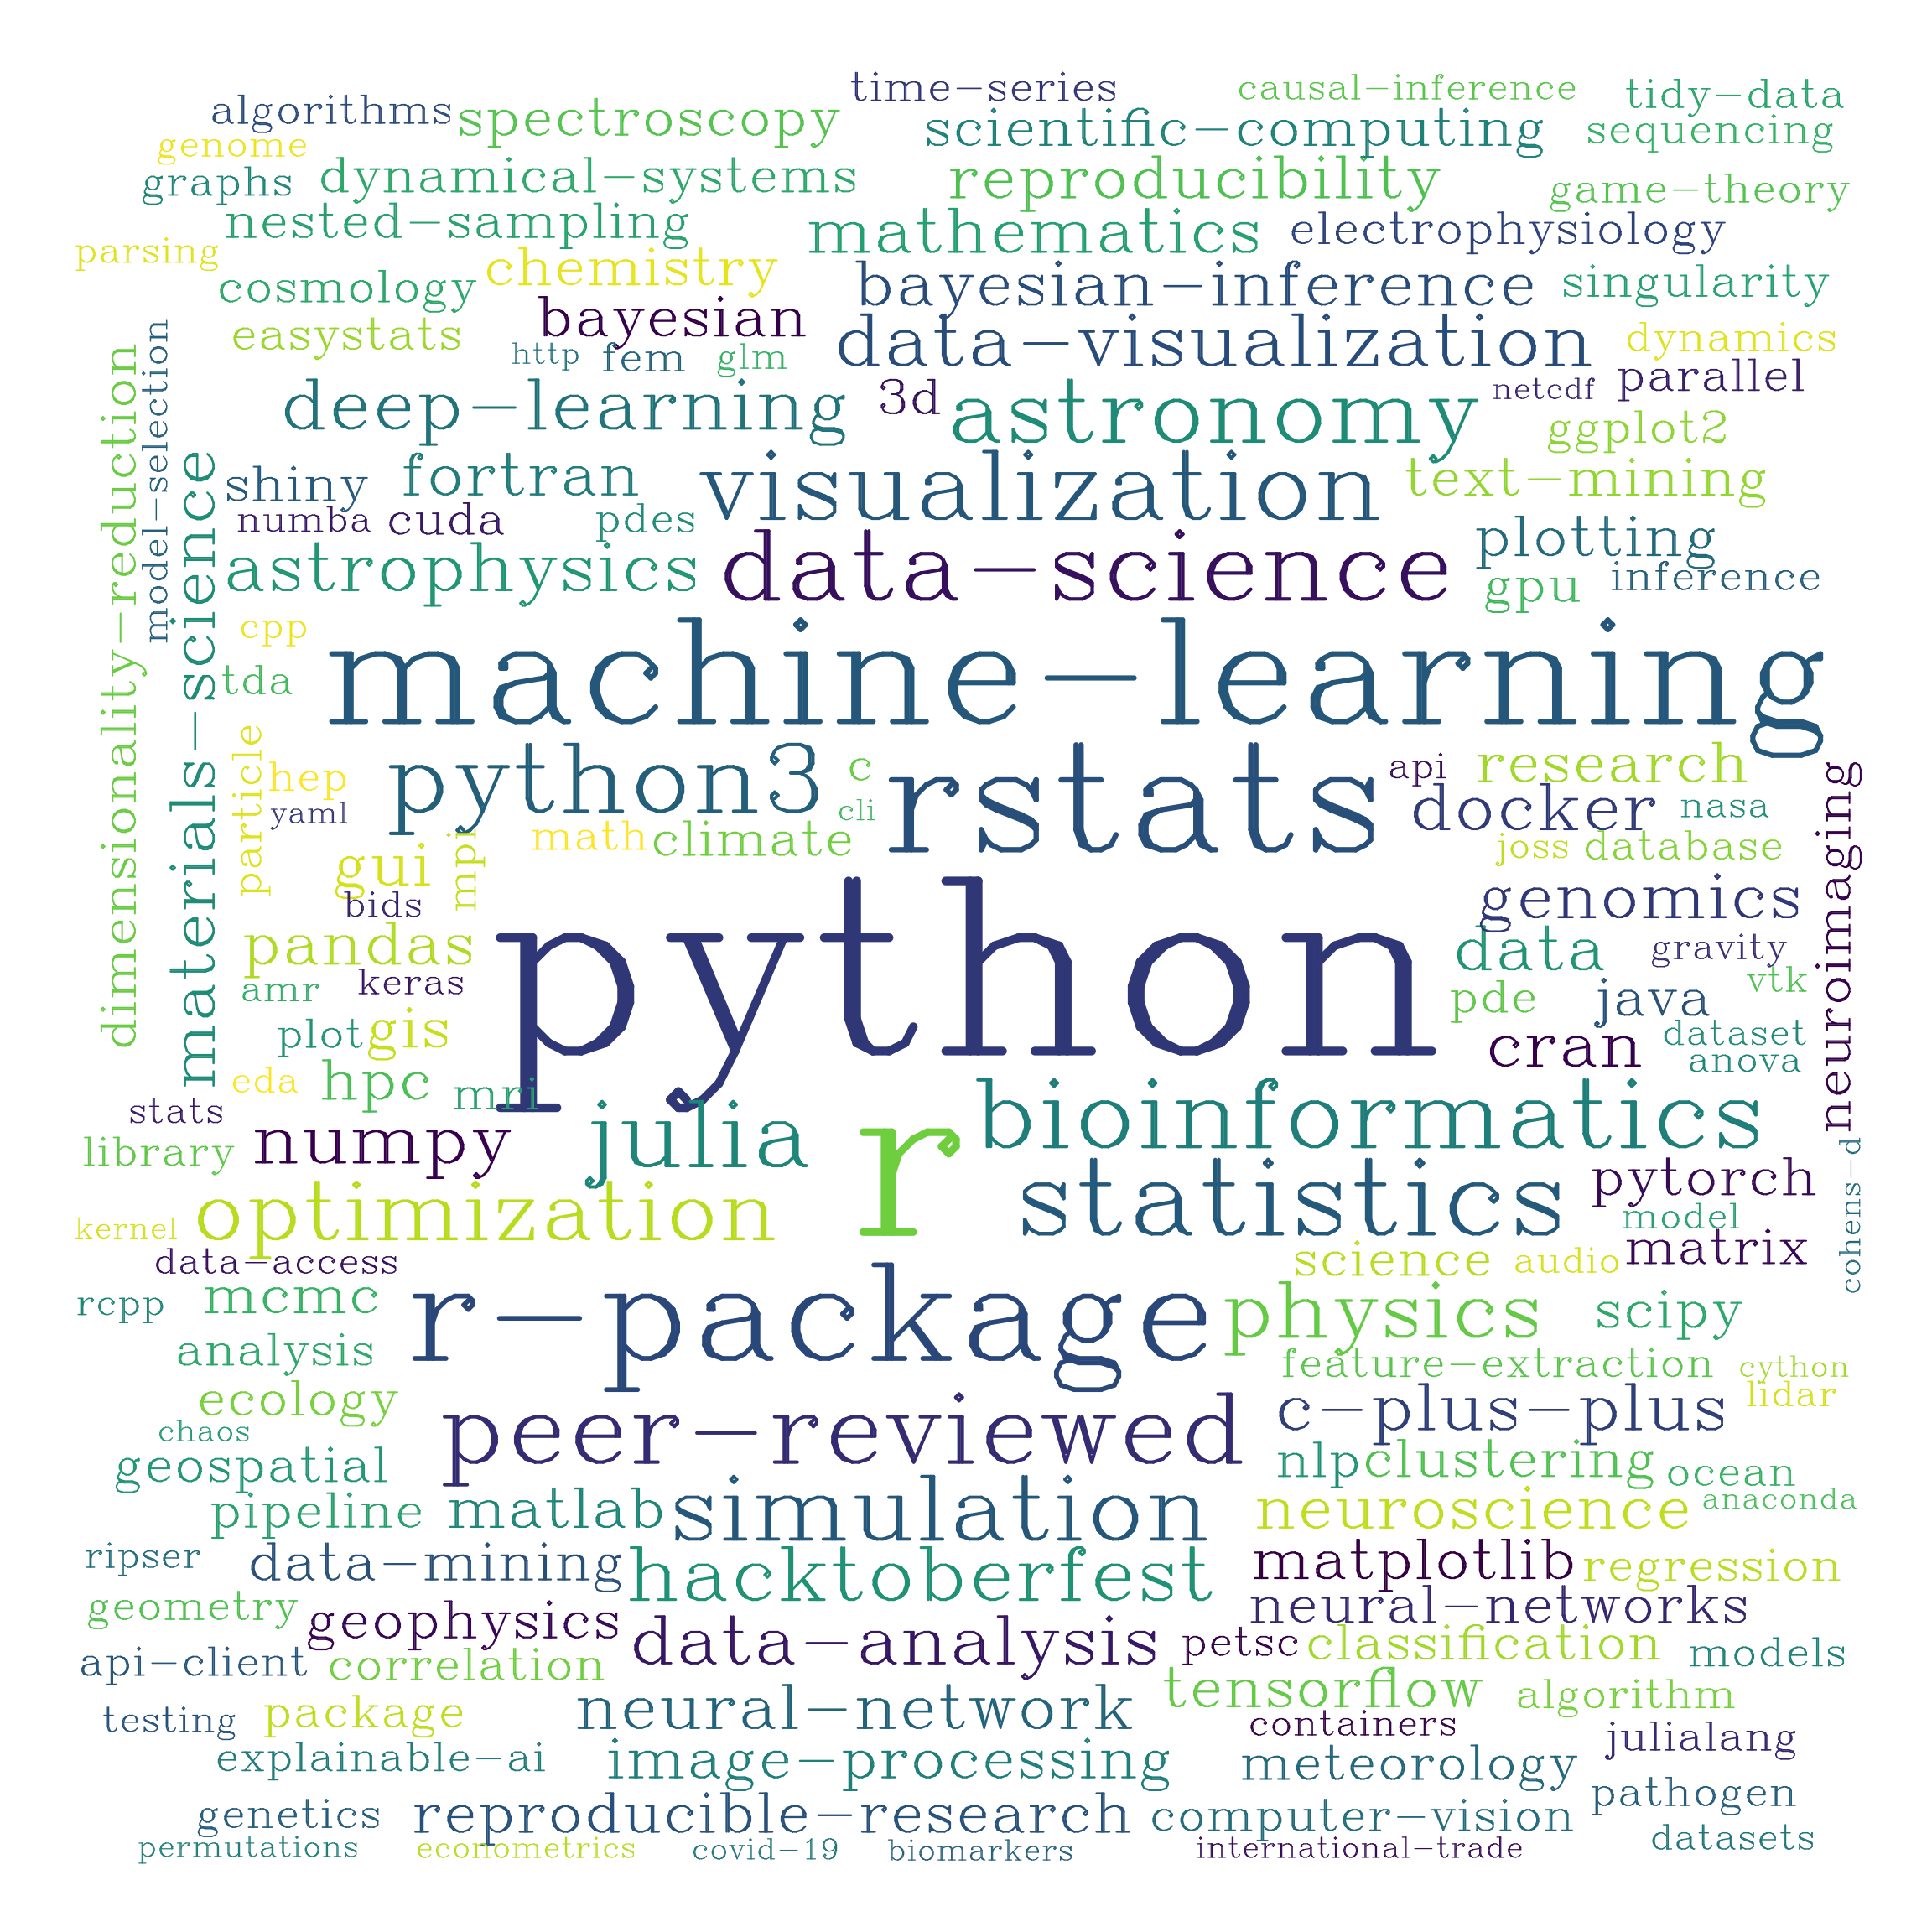 time-series causal-inference tidy-data
algorithms spectroscopy scientific-computing sequencing
genome
graphs dynamical-systems reproducibility game-theory
nested-sampling mathematics electrophysiology
parsing chemistry
cosmology bayesian-inference singularity
easystats bayesian data-visualization dynamics
http fem glm
deep-learning 3d astronomy netcdf parallel
ggplot2
dimensionality-reduction
model-selection
materials-science
shiny fortran visualization text-mining
numba cuda pdes plotting
astrophysics data-science gpu inference
cpp
tda machine-learning
particle
hep python3 c rstats api research
yaml cli docker nasa
math climate joss database
gui mpi
bids genomics
neuroimaging
pandas python data gravity
amr keras pde java vtk
plot gis cran dataset
anova
eda hpc mri
stats
library numpy julia r bioinformatics
cohens-d
optimization statistics pytorch
kernel model
data-access science audio matrix
rcpp mcmc r-package physics scipy
analysis feature-extraction cython
ecology lidar
chaos peer-reviewed c-plus-plus
geospatial nlp clustering ocean
pipeline matlab simulation neuroscience anaconda
ripser data-mining hacktoberfest matplotlib regression
geometry geophysics neural-networks
api-client correlation data-analysis petsc classification models
testing package neural-network tensorflow algorithm
containers
explainable-ai image-processing meteorology julialang
genetics reproducible-research computer-vision pathogen
permutations econometrics covid-19 biomarkers international-trade datasets